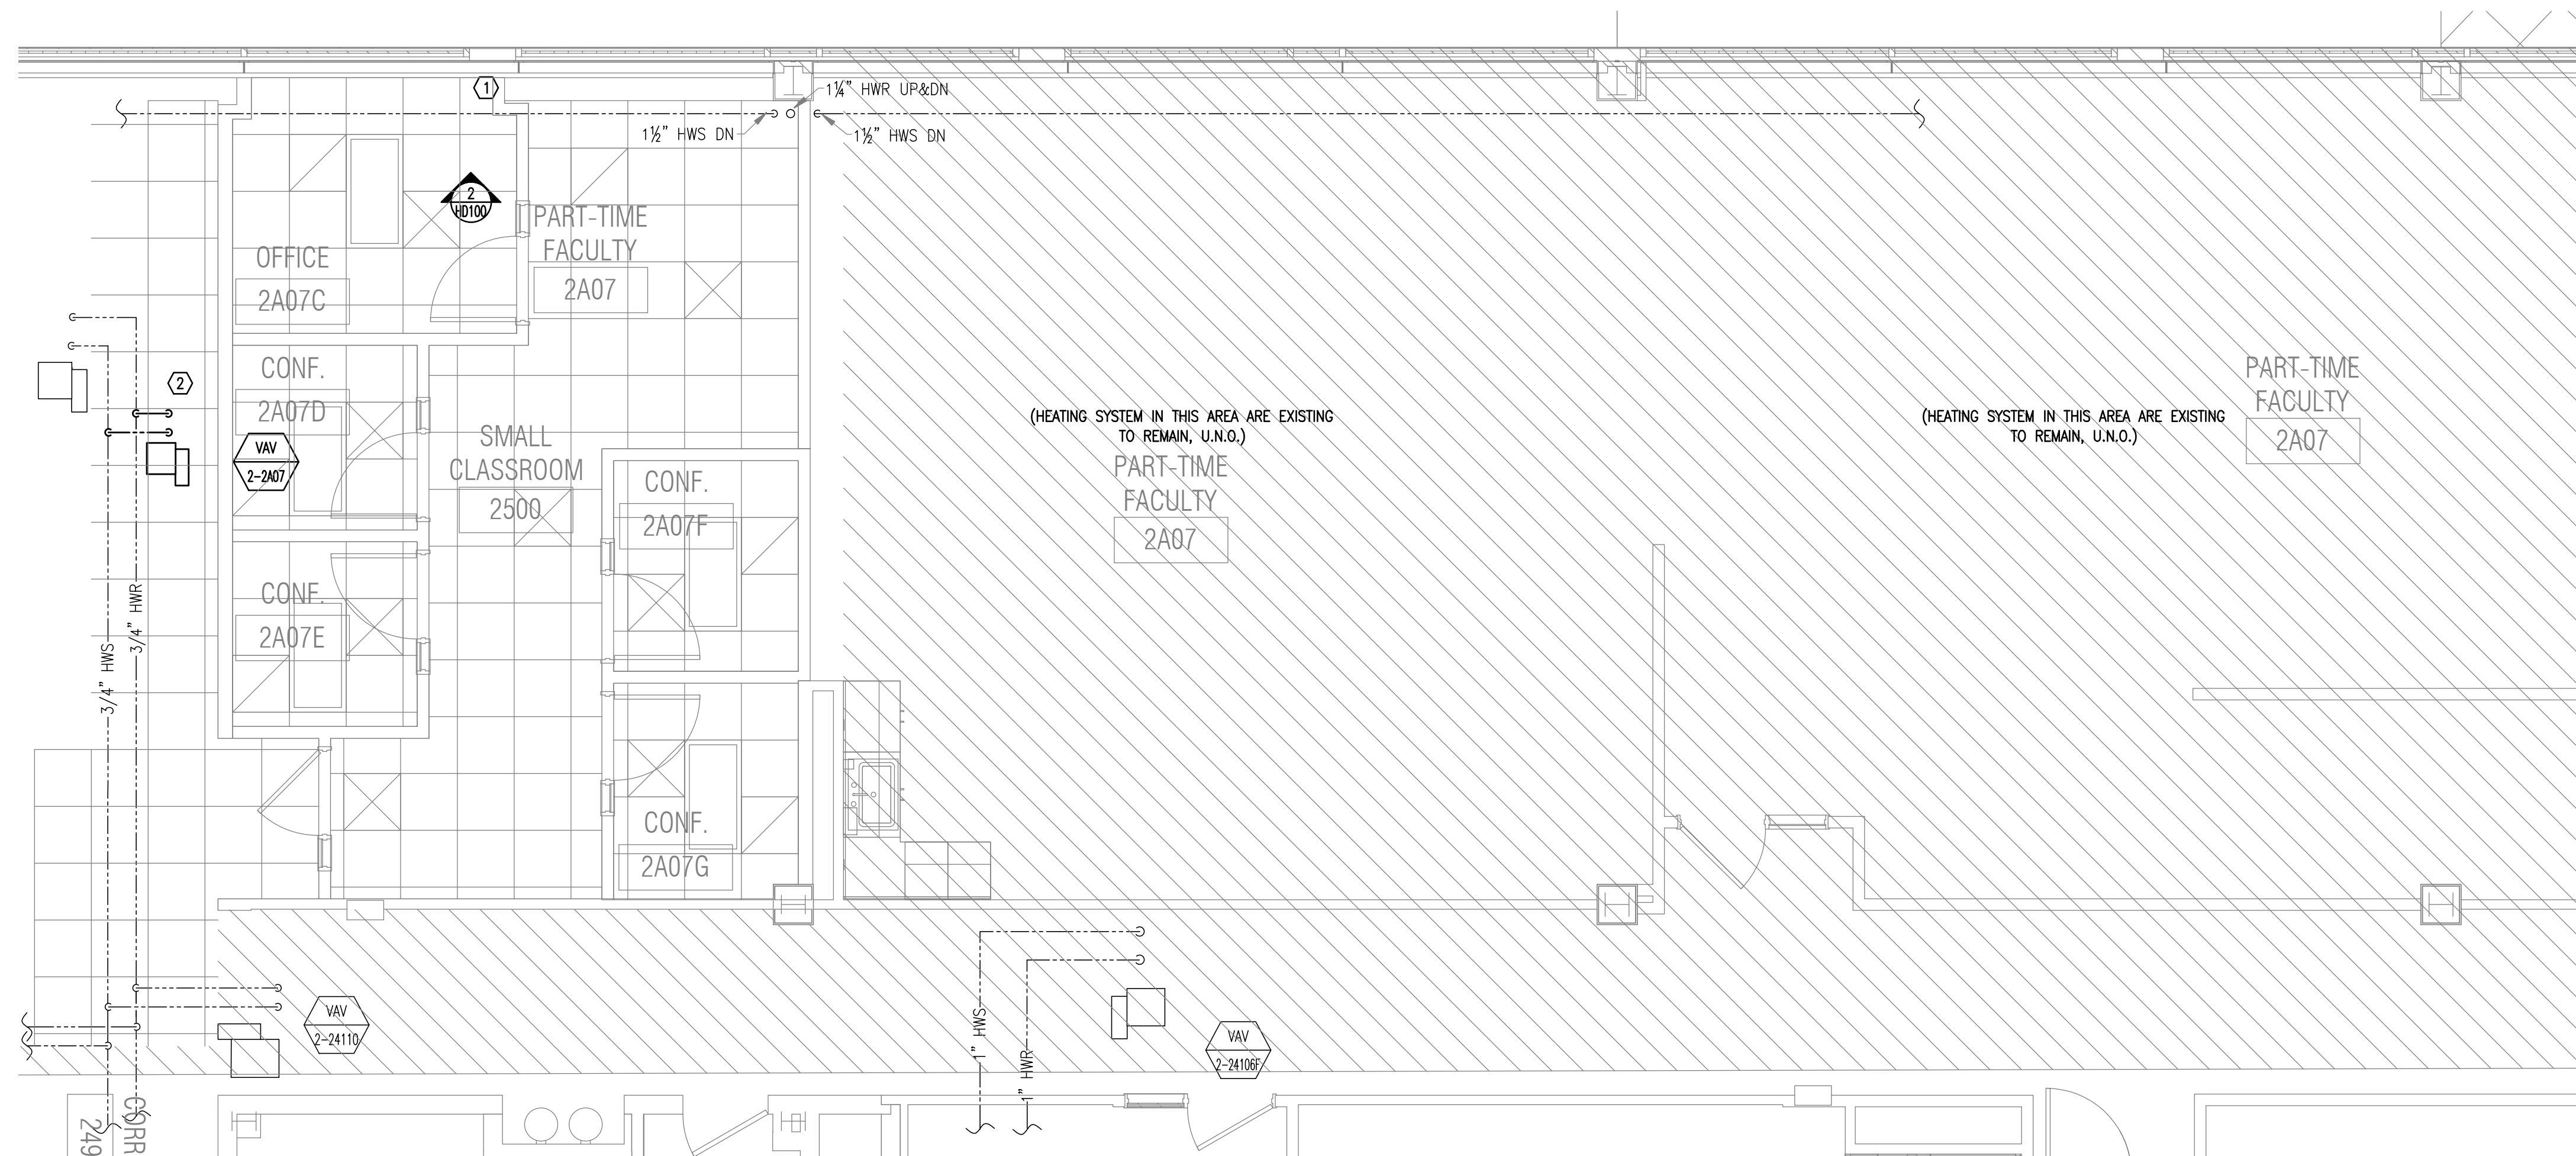 1
1¼" HWR UP&DN
1½" HWS DN
1½" HWS DN
2
HD100
PART-TIME
FACULTY
2A07
OFFICE
2A07C
CONF.
2A07D
2
VAV
2-2A07
SMALL
CLASSROOM
2500
CONF.
2A07F
CONF.
2A07E
3/4" HWS
3/4" HWR
CONF.
2A07G
(HEATING SYSTEM IN THIS AREA ARE EXISTING
TO REMAIN, U.N.O.)
PART-TIME
FACULTY
2A07
(HEATING SYSTEM IN THIS AREA ARE EXISTING
TO REMAIN, U.N.O.)
PART-TIME
FACULTY
2A07
VAV
2-24110
1" HWS
1" HWR
VAV
2-24106F
CORR
249